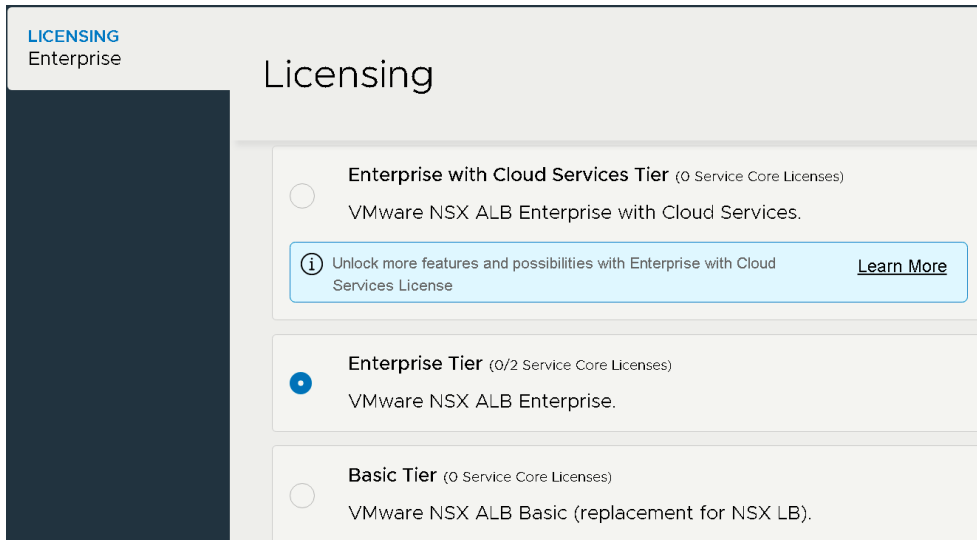 LICENSING
Enterprise
Licensing
Enterprise with Cloud Services Tier (0 Service Core Licenses)
VMware NSX ALB Enterprise with Cloud Services.
Unlock more features and possibilities with Enterprise with Cloud
Services License
Learn More
Enterprise Tier (0/2 Service Core Licenses)
VMware NSX ALB Enterprise.
Basic Tier (0 Service Core Licenses)
VMware NSX ALB Basic (replacement for NSX LB).